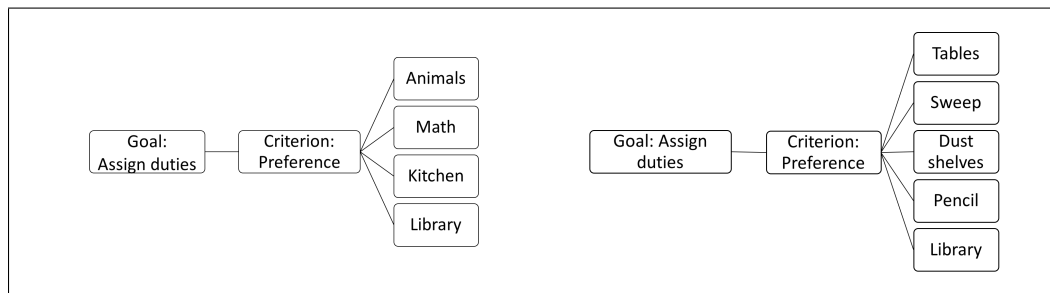 Goal:
Assign duties
Criterion:
Preference
Animals
Math
Kitchen
Library
Goal: Assign
duties
Criterion:
Preference
Tables
Sweep
Dust
shelves
Pencil
Library